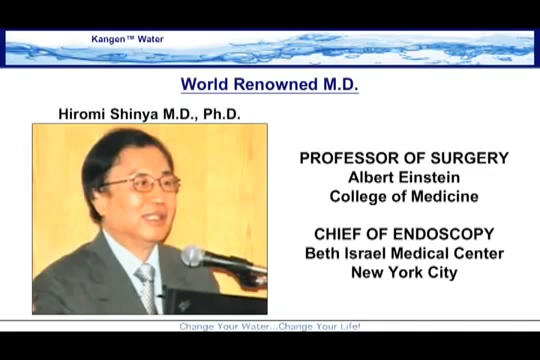 Kangen™ Water
World Renowned M.D.
Hiromi Shinya M.D., Ph.D.
PROFESSOR OF SURGERY
Albert Einstein
College of Medicine
CHIEF OF ENDOSCOPY
Beth Israel Medical Center
New York City
Change Your Water...Change Your Life!